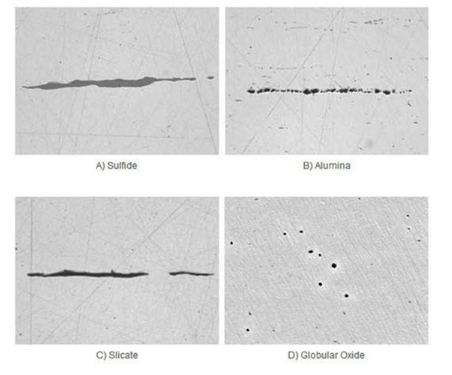 A) Sulfide
B) Alumina
C) Slicate
D) Globular Oxide